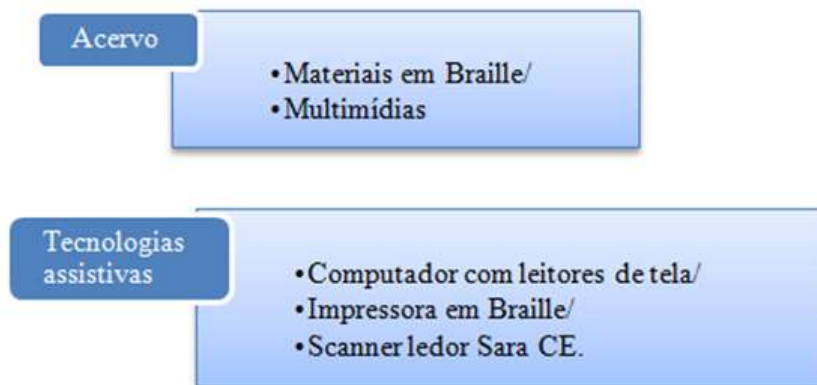 Acervo
•Materiais em Braille/
•Multimídias
Tecnologias
assistivas
•Computador com leitores de tela/
•Impressora em Braille/
•Scanner ledor Sara CE.